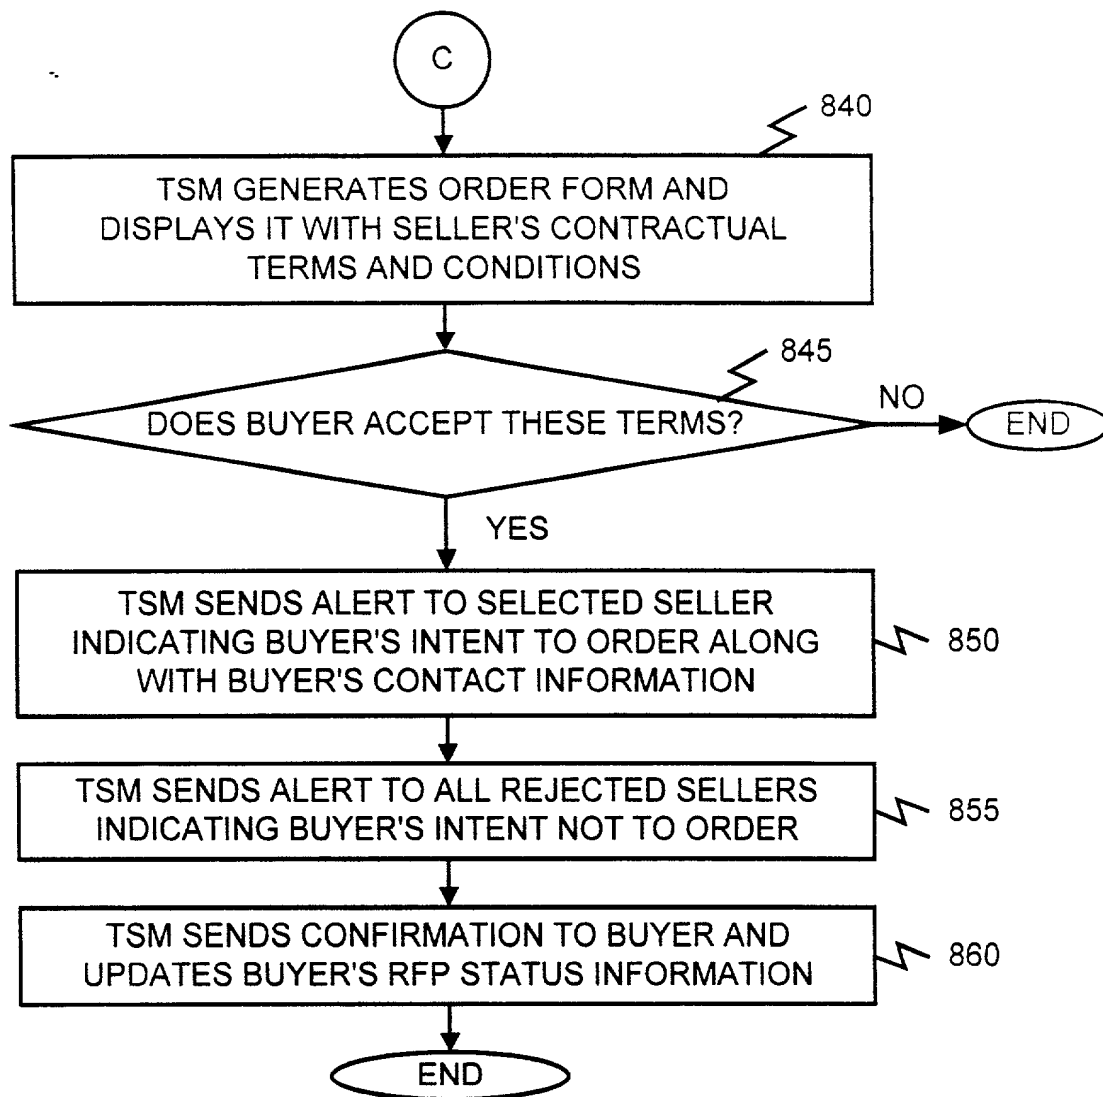 C
840
TSM GENERATES ORDER FORM AND
DISPLAYS IT WITH SELLER'S CONTRACTUAL
TERMS AND CONDITIONS
845
DOES BUYER ACCEPT THESE TERMS?
NO
END
YES
TSM SENDS ALERT TO SELECTED SELLER
INDICATING BUYER'S INTENT TO ORDER ALONG
WITH BUYER'S CONTACT INFORMATION
850
TSM SENDS ALERT TO ALL REJECTED SELLERS
INDICATING BUYER'S INTENT NOT TO ORDER
855
TSM SENDS CONFIRMATION TO BUYER AND
UPDATES BUYER'S RFP STATUS INFORMATION
860
END